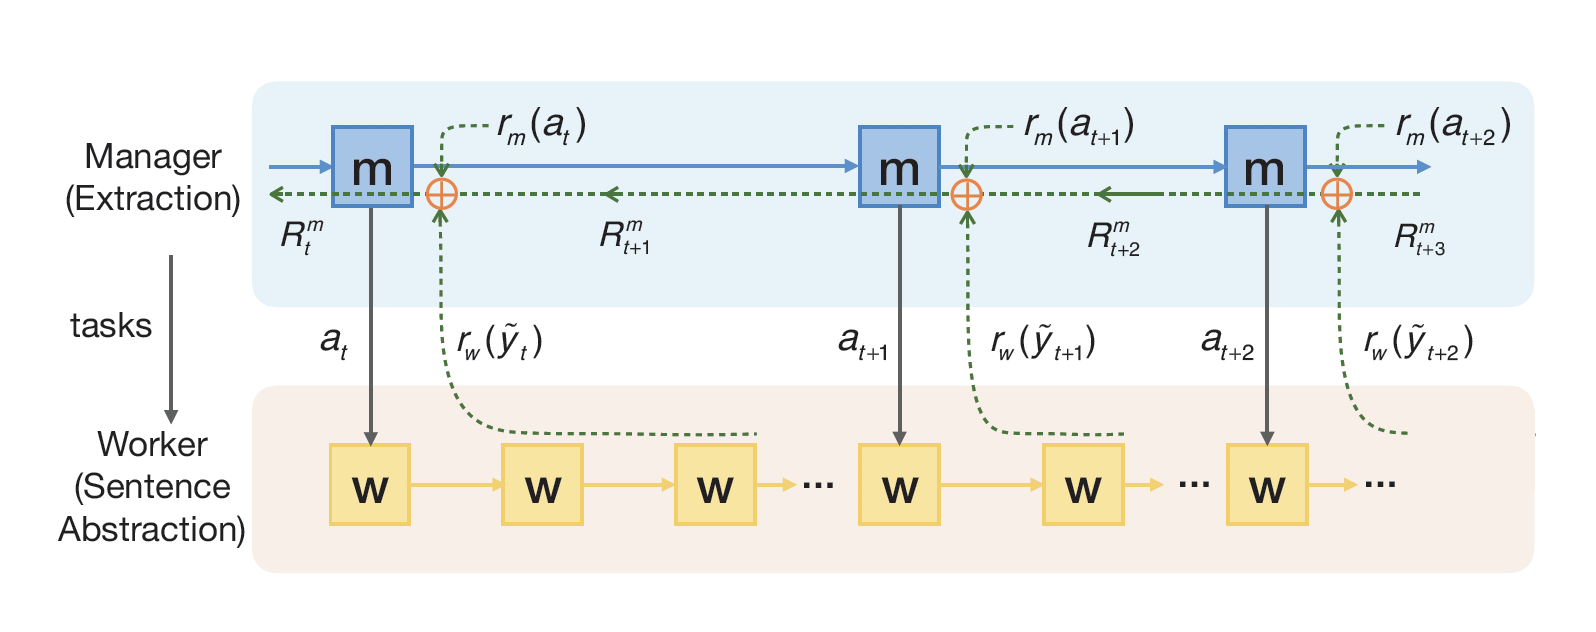 Manager
(Extraction)
tasks
Worker
(Sentence
Abstraction)
m
m
m
r_m(a_t)
r_m(a_{t+1})
r_m(a_{t+2})
R^m_t
R^m_{t+1}
R^m_{t+2}
R^m_{t+3}
a_t
r_w(ỹ_t)
a_{t+1}
r_w(ỹ_{t+1})
a_{t+2}
r_w(ỹ_{t+2})
w
w
w
...
w
w
...
w
...